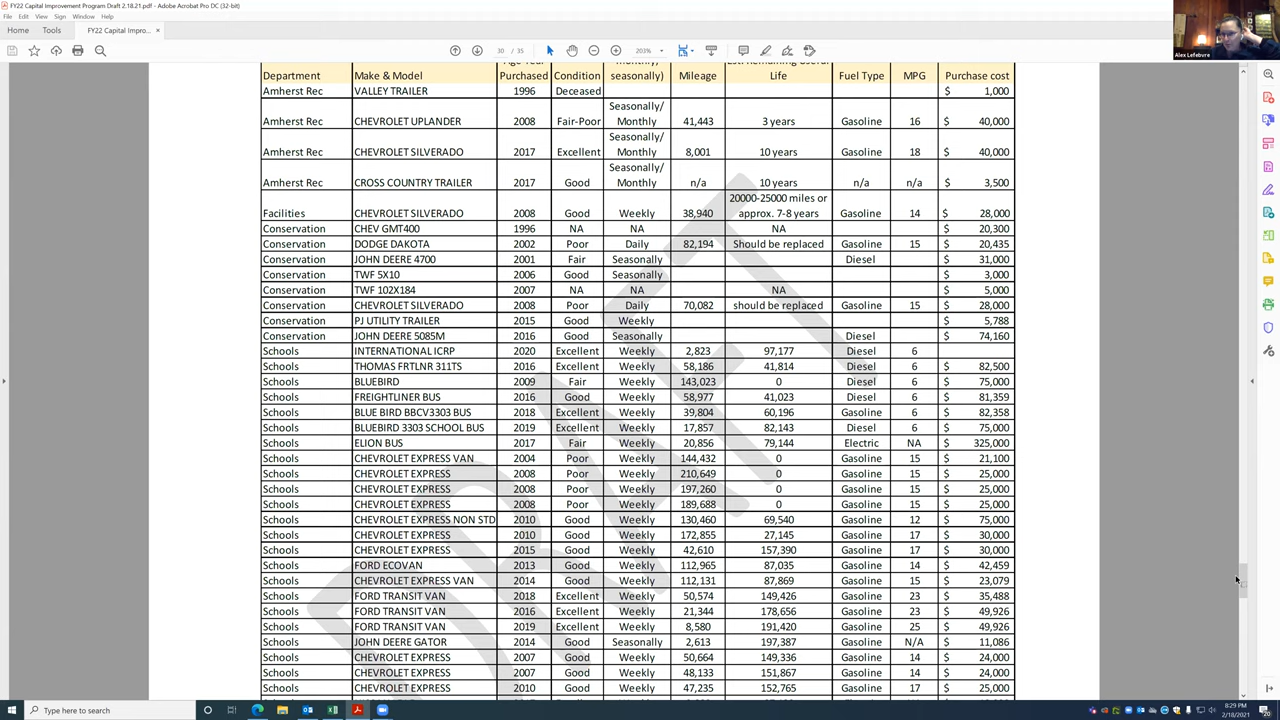 FY22 Capital Improvement Program Draft 2.18.21.pdf - Adobe Acrobat Pro DC (32-bit)
File Edit View Sign Window Help
Home Tools FY22 Capital Impro... ×
30 / 35 203%
Alex Lefebvre
Department Make & Model Purchased Condition seasonally) Mileage Life Fuel Type MPG Purchase cost
Amherst Rec VALLEY TRAILER 1996 Deceased $ 1,000
Seasonally/
Amherst Rec CHEVROLET UPLANDER 2008 Fair-Poor Monthly 41,443 3 years Gasoline 16 $ 40,000
Seasonally/
Amherst Rec CHEVROLET SILVERADO 2017 Excellent Monthly 8,001 10 years Gasoline 18 $ 40,000
Seasonally/
Amherst Rec CROSS COUNTRY TRAILER 2017 Good Monthly n/a 10 years n/a n/a $ 3,500
20000-25000 miles or
Facilities CHEVROLET SILVERADO 2008 Good Weekly 38,940 approx. 7-8 years Gasoline 14 $ 28,000
Conservation CHEV GMT400 1996 NA NA NA $ 20,300
Conservation DODGE DAKOTA 2002 Poor Daily 82,194 Should be replaced Gasoline 15 $ 20,435
Conservation JOHN DEERE 4700 2001 Fair Seasonally Diesel $ 31,000
Conservation TWF 5X10 2006 Good Seasonally $ 3,000
Conservation TWF 102X184 2007 NA NA NA $ 5,000
Conservation CHEVROLET SILVERADO 2008 Poor Daily 70,082 should be replaced Gasoline 15 $ 28,000
Conservation PJ UTILITY TRAILER 2015 Good Weekly $ 5,788
Conservation JOHN DEERE 5085M 2016 Good Seasonally Diesel $ 74,160
Schools INTERNATIONAL ICRP 2020 Excellent Weekly 2,823 97,177 Diesel 6
Schools THOMAS FRTLNR 311TS 2016 Excellent Weekly 58,186 41,814 Diesel 6 $ 82,500
Schools BLUEBIRD 2009 Fair Weekly 143,023 0 Diesel 6 $ 75,000
Schools FREIGHTLINER BUS 2016 Good Weekly 58,977 41,023 Diesel 6 $ 81,359
Schools BLUE BIRD BBCV3303 BUS 2018 Excellent Weekly 39,804 60,196 Gasoline 6 $ 82,358
Schools BLUEBIRD 3303 SCHOOL BUS 2019 Excellent Weekly 17,857 82,143 Diesel 6 $ 75,000
Schools ELION BUS 2017 Fair Weekly 20,856 79,144 Electric NA $ 325,000
Schools CHEVROLET EXPRESS VAN 2004 Poor Weekly 144,432 0 Gasoline 15 $ 21,100
Schools CHEVROLET EXPRESS 2008 Poor Weekly 210,649 0 Gasoline 15 $ 25,000
Schools CHEVROLET EXPRESS 2008 Poor Weekly 197,260 0 Gasoline 15 $ 25,000
Schools CHEVROLET EXPRESS 2008 Poor Weekly 189,688 0 Gasoline 15 $ 25,000
Schools CHEVROLET EXPRESS NON STD 2010 Good Weekly 130,460 69,540 Gasoline 12 $ 75,000
Schools CHEVROLET EXPRESS 2010 Good Weekly 172,855 27,145 Gasoline 17 $ 30,000
Schools CHEVROLET EXPRESS 2015 Good Weekly 42,610 157,390 Gasoline 17 $ 30,000
Schools FORD ECOVAN 2013 Good Weekly 112,965 87,035 Gasoline 14 $ 42,459
Schools CHEVROLET EXPRESS VAN 2014 Good Weekly 112,131 87,869 Gasoline 15 $ 23,079
Schools FORD TRANSIT VAN 2018 Excellent Weekly 50,574 149,426 Gasoline 23 $ 35,488
Schools FORD TRANSIT VAN 2016 Excellent Weekly 21,344 178,656 Gasoline 23 $ 49,926
Schools FORD TRANSIT VAN 2019 Excellent Weekly 8,580 191,420 Gasoline 25 $ 49,926
Schools JOHN DEERE GATOR 2014 Good Seasonally 2,613 197,387 Gasoline N/A $ 11,086
Schools CHEVROLET EXPRESS 2007 Good Weekly 50,664 149,336 Gasoline 14 $ 24,000
Schools CHEVROLET EXPRESS 2007 Good Weekly 48,133 151,867 Gasoline 14 $ 24,000
Schools CHEVROLET EXPRESS 2010 Good Weekly 47,235 152,765 Gasoline 17 $ 25,000
DRAFT
Type here to search
8:29 PM
2/18/2021
20